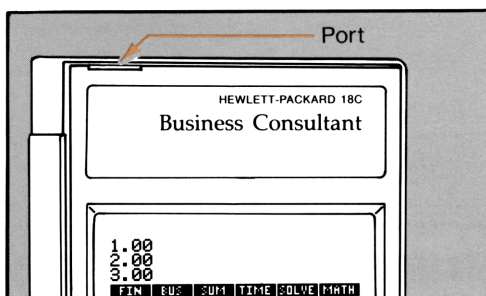 Port
HEWLETT-PACKARD 18C
Business Consultant
1.00
2.00
3.00
FIN BUS SUM TIME SOLVE MATH